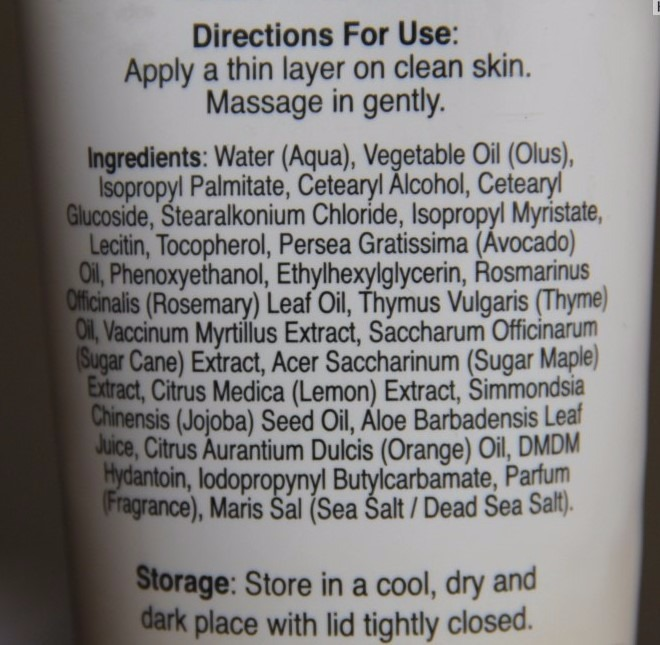 Directions For Use:
Apply a thin layer on clean skin.
Massage in gently.
Ingredients: Water (Aqua), Vegetable Oil (Olus),
Isopropyl Palmitate, Cetearyl Alcohol, Cetearyl
Glucoside, Stearalkonium Chloride, Isopropyl Myristate,
Lecitin, Tocopherol, Persea Gratissima (Avocado)
Oil, Phenoxyethanol, Ethylhexylglycerin, Rosmarinus
Officinalis (Rosemary) Leaf Oil, Thymus Vulgaris (Thyme)
Oil, Vaccinum Myrtillus Extract, Saccharum Officinarum
(Sugar Cane) Extract, Acer Saccharinum (Sugar Maple)
Extract, Citrus Medica (Lemon) Extract, Simmondsia
Chinensis (Jojoba) Seed Oil, Aloe Barbadensis Leaf
Juice, Citrus Aurantium Dulcis (Orange) Oil, DMDM
Hydantoin, Iodopropynyl Butylcarbamate, Parfum
(Fragrance), Maris Sal (Sea Salt / Dead Sea Salt).
Storage: Store in a cool, dry and
dark place with lid tightly closed.